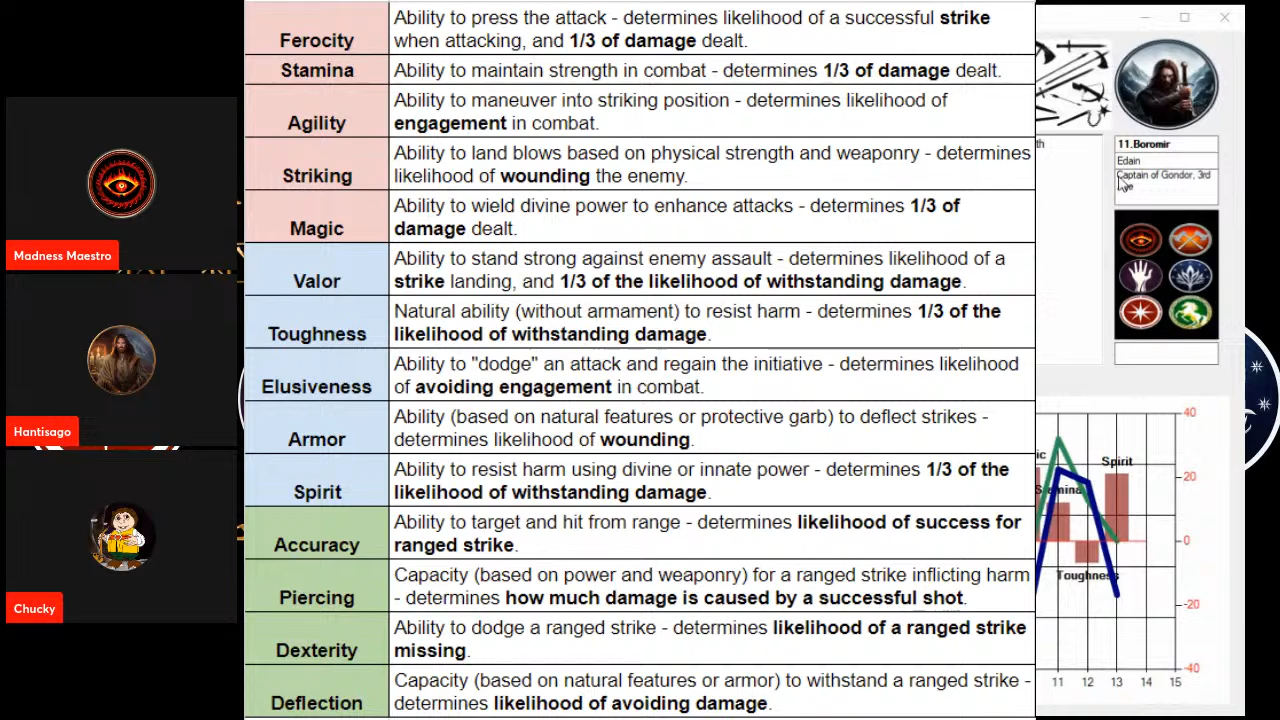 Ferocity
Ability to press the attack - determines likelihood of a successful strike
when attacking, and 1/3 of damage dealt.
Stamina
Ability to maintain strength in combat - determines 1/3 of damage dealt.
Agility
Ability to maneuver into striking position - determines likelihood of
engagement in combat.
Striking
Ability to land blows based on physical strength and weaponry - determines
likelihood of wounding the enemy.
Magic
Ability to wield divine power to enhance attacks - determines 1/3 of
damage dealt.
Valor
Ability to stand strong against enemy assault - determines likelihood of a
strike landing, and 1/3 of the likelihood of withstanding damage.
Toughness
Natural ability (without armament) to resist harm - determines 1/3 of the
likelihood of withstanding damage.
Elusiveness
Ability to "dodge" an attack and regain the initiative - determines likelihood
of avoiding engagement in combat.
Armor
Ability (based on natural features or protective garb) to deflect strikes -
determines likelihood of wounding.
Spirit
Ability to resist harm using divine or innate power - determines 1/3 of the
likelihood of withstanding damage.
Accuracy
Ability to target and hit from range - determines likelihood of success for
ranged strike.
Piercing
Capacity (based on power and weaponry) for a ranged strike inflicting harm
- determines how much damage is caused by a successful shot.
Dexterity
Ability to dodge a ranged strike - determines likelihood of a ranged strike
missing.
Deflection
Capacity (based on natural features or armor) to withstand a ranged strike -
determines likelihood of avoiding damage.
Madness Maestro
Hantisago
Chucky
th
11.Boromir
Edain
Captain of Gondor, 3rd
ic
Stamina
Spirit
Toughness
40
20
0
-20
-40
11 12 13 14 15